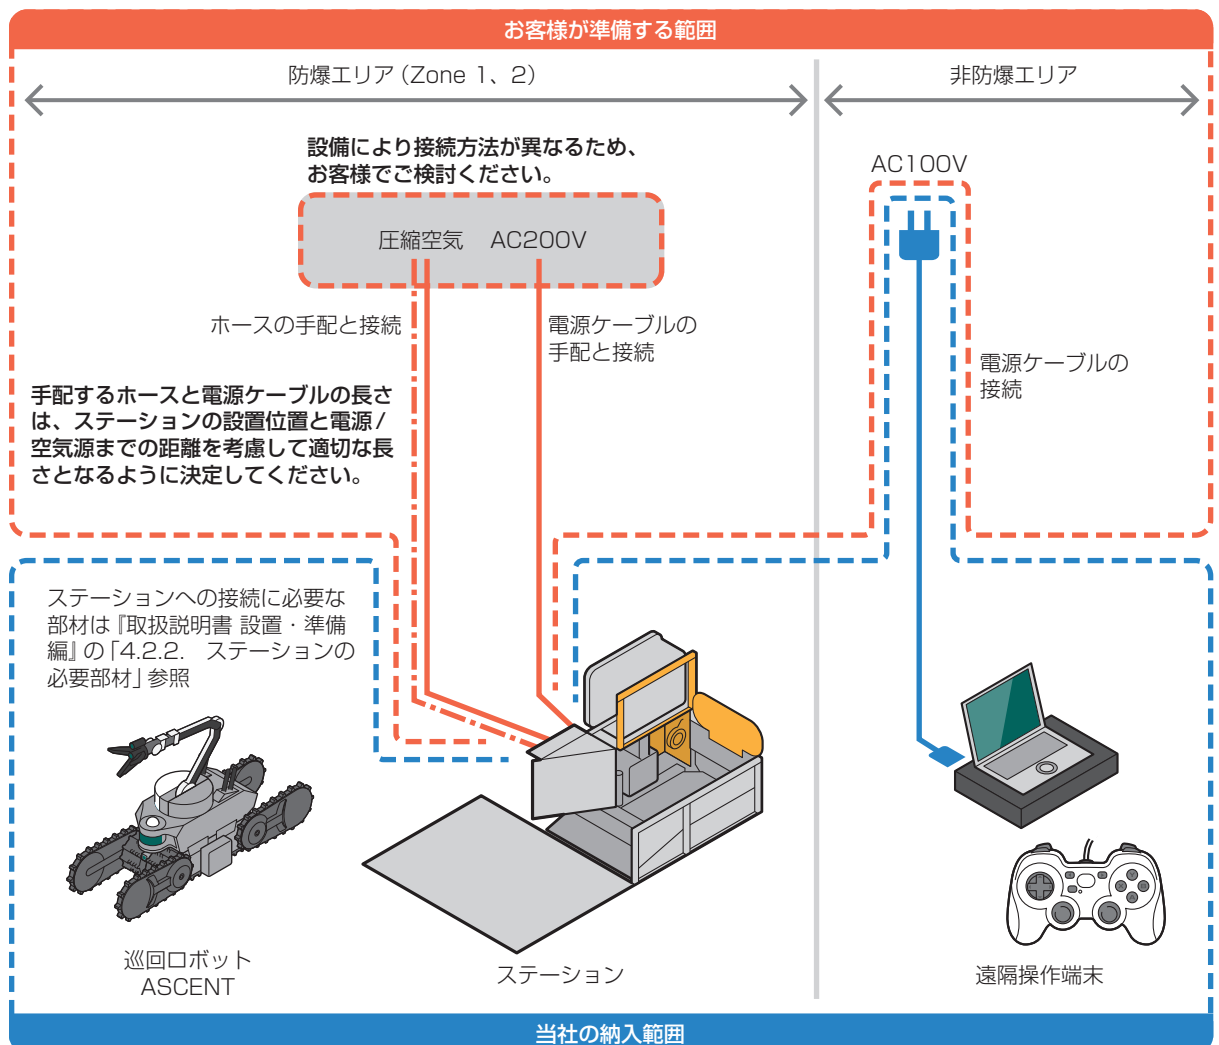 お客様が準備する範囲
防爆エリア（Zone 1、2）
非防爆エリア
設備により接続方法が異なるため、
お客様でご検討ください。
AC100V
圧縮空気　AC200V
ホースの手配と接続
電源ケーブルの
手配と接続
電源ケーブルの
接続
手配するホースと電源ケーブルの長さ
は、ステーションの設置位置と電源／
空気源までの距離を考慮して適切な長
さとなるように決定してください。
ステーションへの接続に必要な
部材は『取扱説明書 設置・準備
編』の「4.2.2.　ステーションの
必要部材」参照
巡回ロボット
ASCENT
ステーション
遠隔操作端末
当社の納入範囲